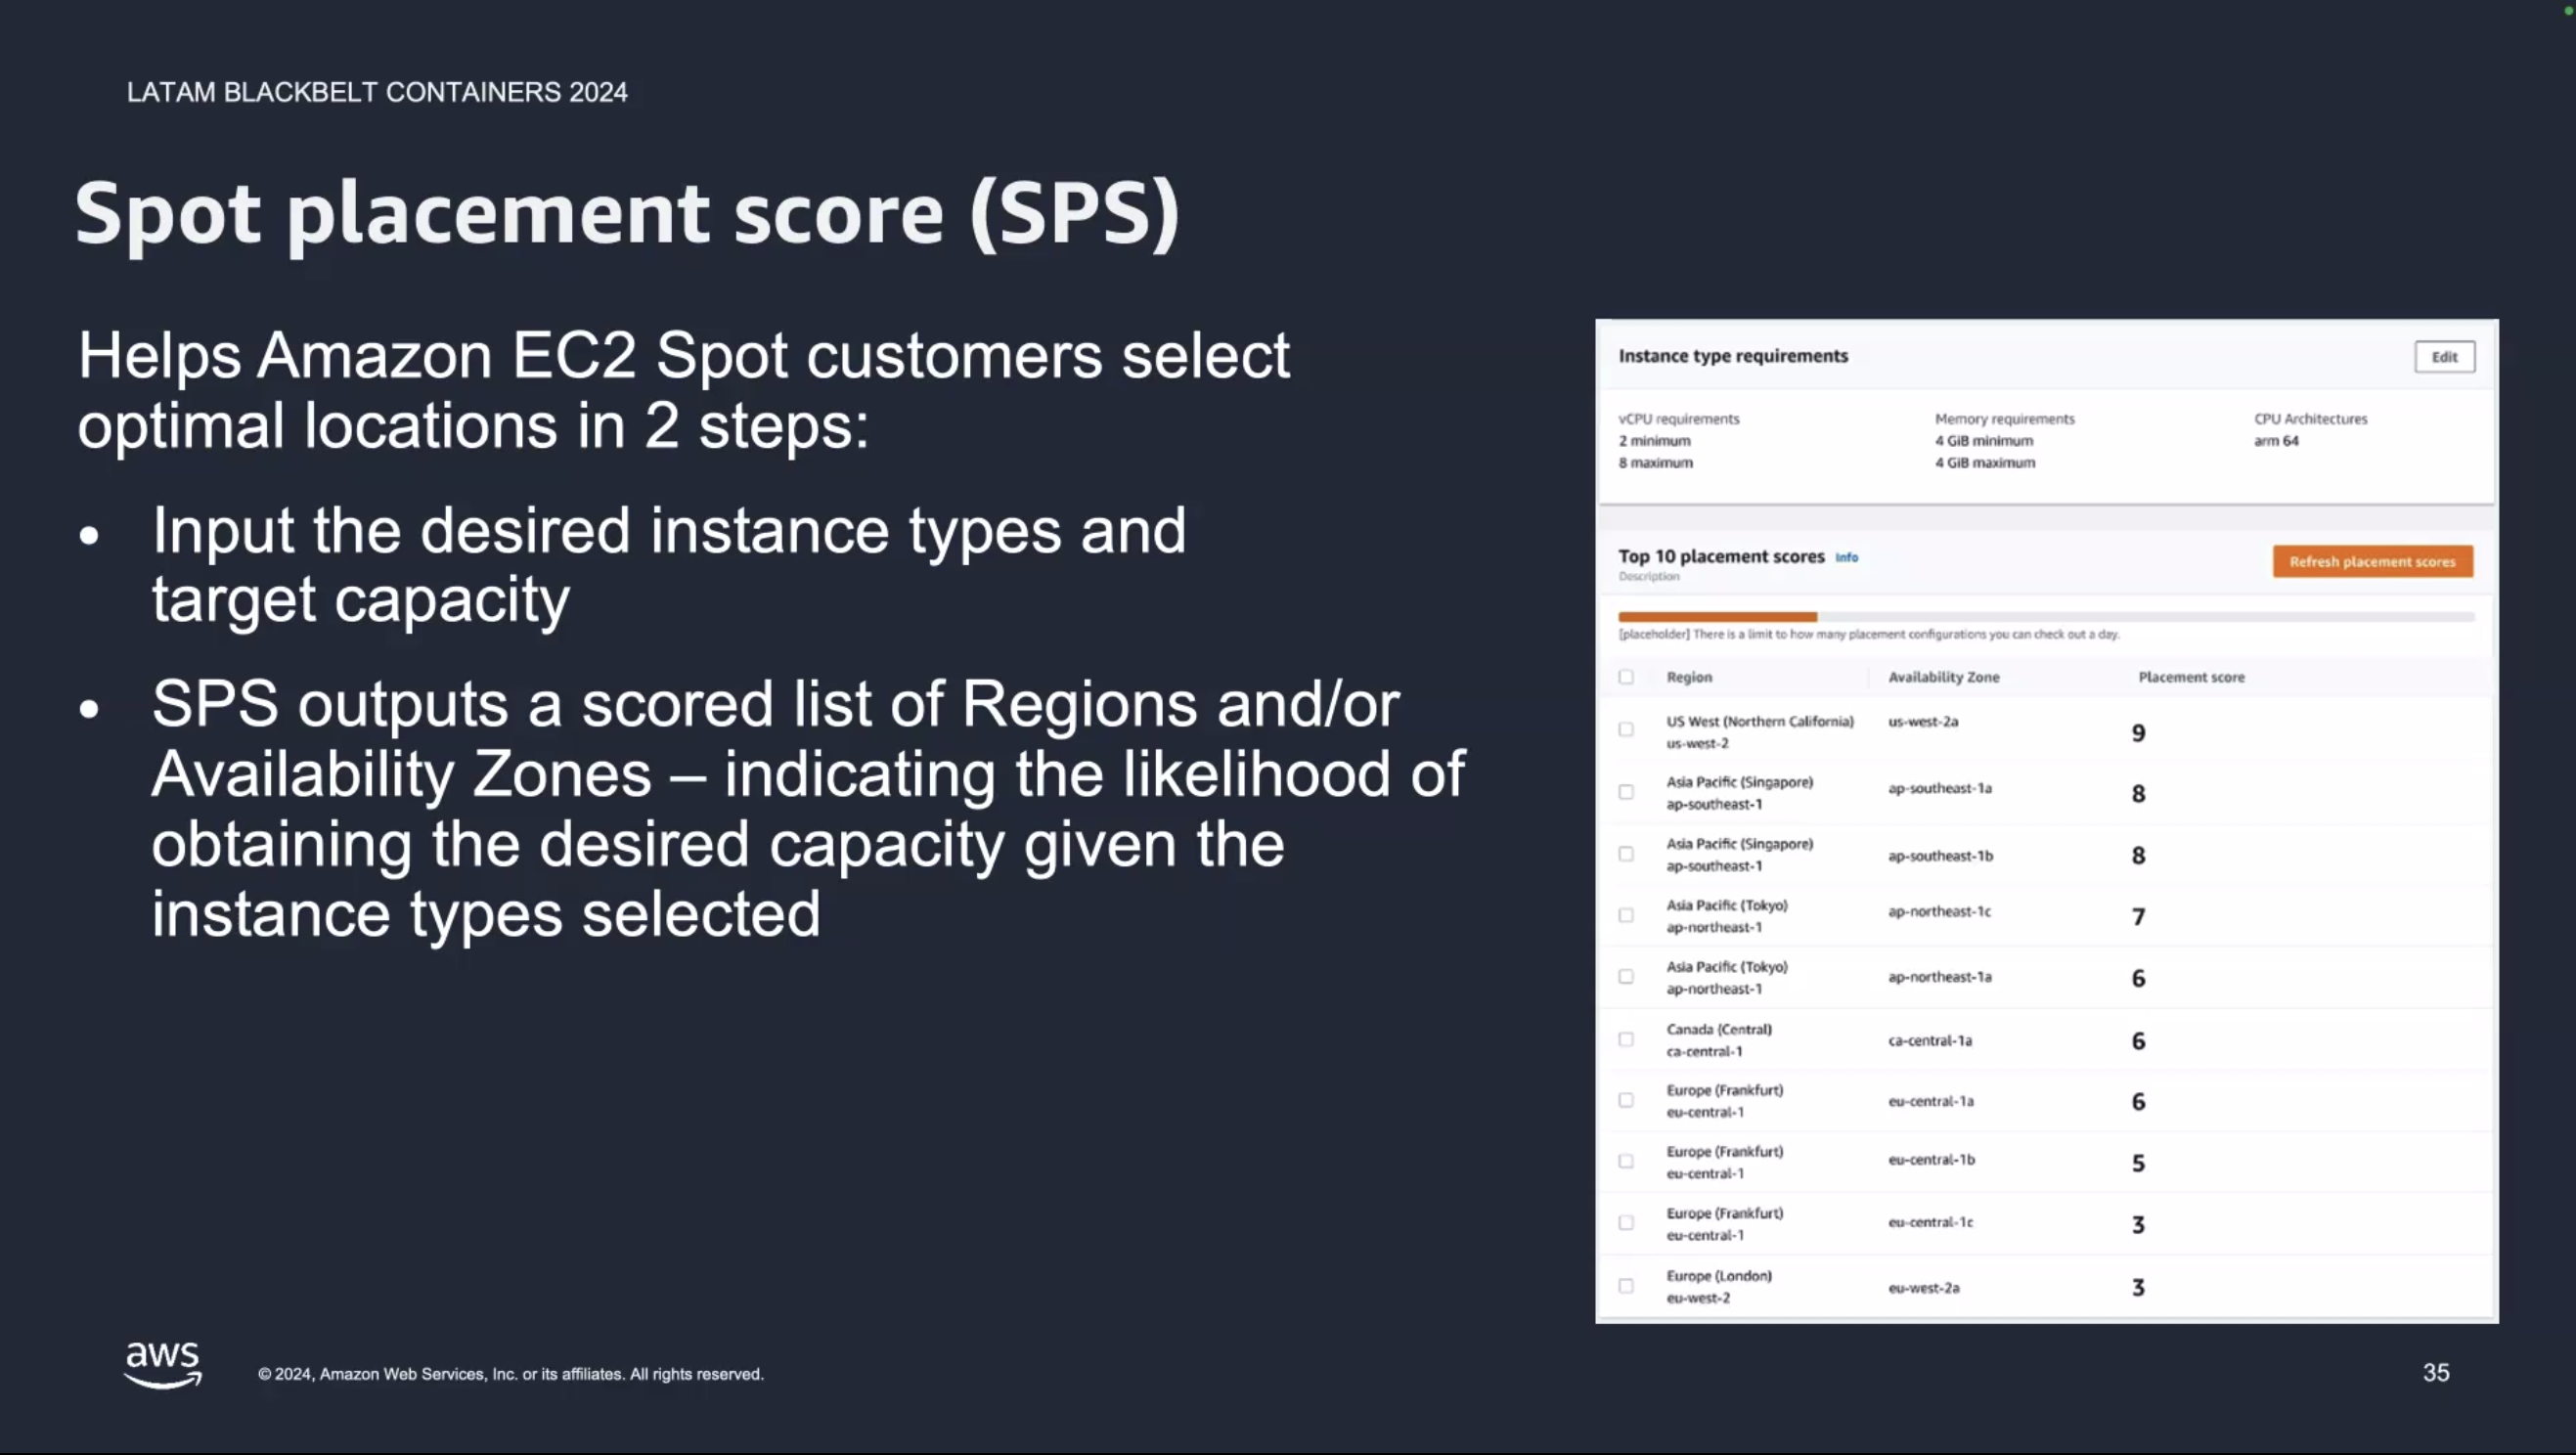 LATAM BLACKBELT CONTAINERS 2024
Spot placement score (SPS)
Helps Amazon EC2 Spot customers select
optimal locations in 2 steps:
• Input the desired instance types and
target capacity
• SPS outputs a scored list of Regions and/or
Availability Zones – indicating the likelihood of
obtaining the desired capacity given the
instance types selected
Instance type requirements Edit
vCPU requirements Memory requirements CPU Architectures
2 minimum 4 GiB minimum arm 64
8 maximum 4 GiB maximum
Top 10 placement scores Info Refresh placement scores
Description
[placeholder] There is a limit to how many placement configurations you can check out a day.
Region Availability Zone Placement score
US West (Northern California) us-west-2a 9
us-west-2
Asia Pacific (Singapore) ap-southeast-1a 8
ap-southeast-1
Asia Pacific (Singapore) ap-southeast-1b 8
ap-southeast-1
Asia Pacific (Tokyo) ap-northeast-1c 7
ap-northeast-1
Asia Pacific (Tokyo) ap-northeast-1a 6
ap-northeast-1
Canada (Central) ca-central-1a 6
ca-central-1
Europe (Frankfurt) eu-central-1a 6
eu-central-1
Europe (Frankfurt) eu-central-1b 5
eu-central-1
Europe (Frankfurt) eu-central-1c 3
eu-central-1
Europe (London) eu-west-2a 3
eu-west-2
aws
© 2024, Amazon Web Services, Inc. or its affiliates. All rights reserved.
35